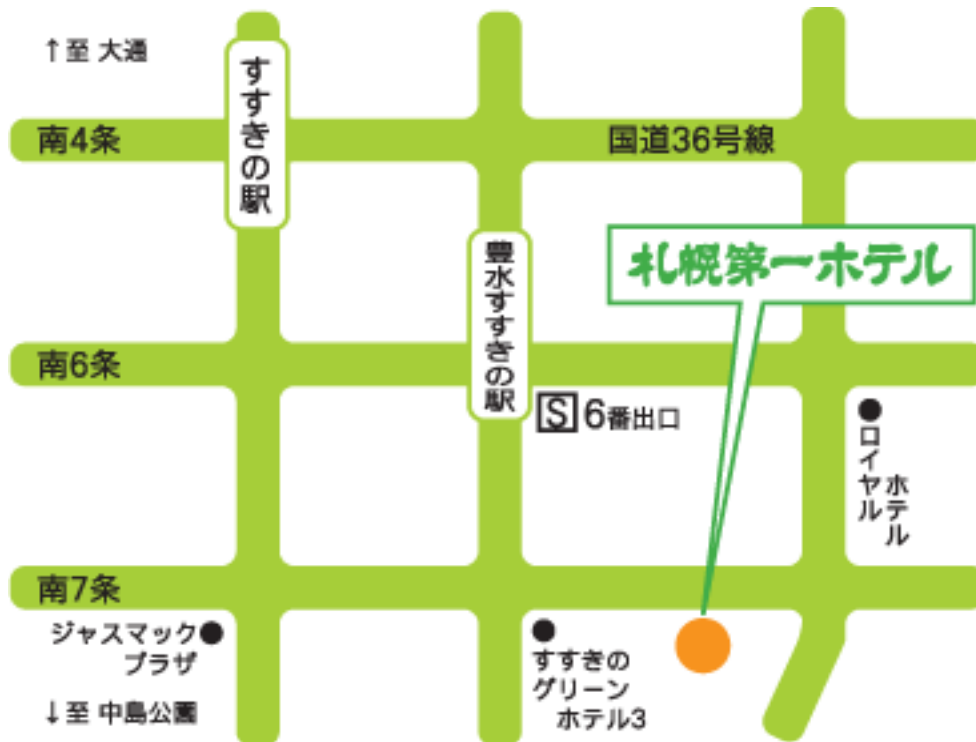 ↑至 大通
すすきの駅
南4条
国道36号線
豊水すすきの駅
札幌第一ホテル
南6条
S 6番出口
ロイヤル
ホテル
南7条
ジャスマック
プラザ
すすきの
グリーン
ホテル3
↓至 中島公園